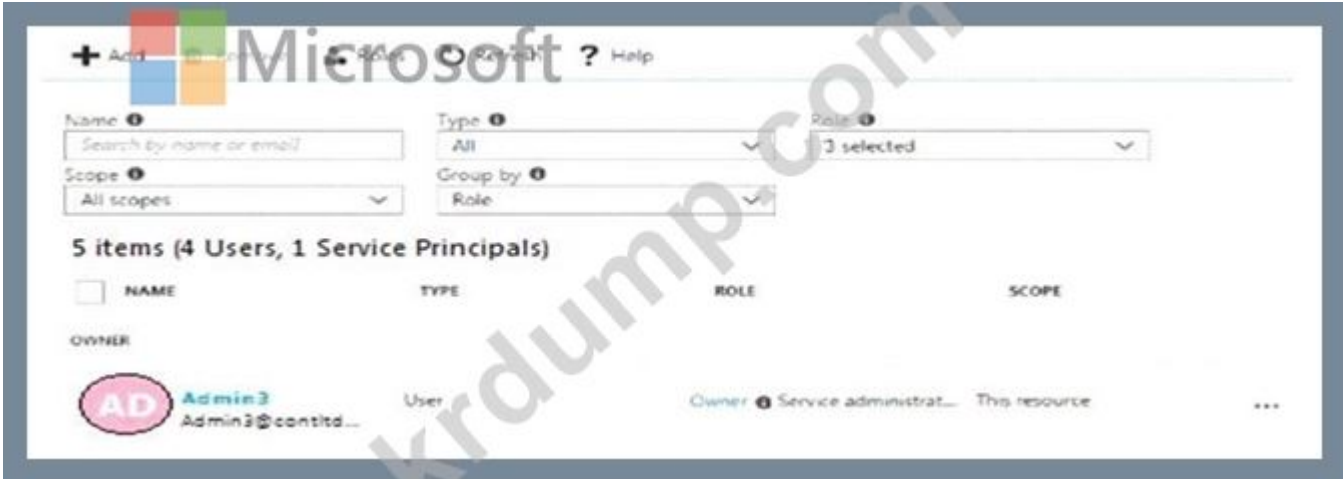 Microsoft
Add Roles Refresh ? Help
Name Type Role
Search by name or email All 3 selected
Scope Group by
All scopes Role
5 items (4 Users, 1 Service Principals)
NAME TYPE ROLE SCOPE
OWNER
AD Admin3 User Owner Service administrat... This resource ...
Admin3@contltd...
krdump.com